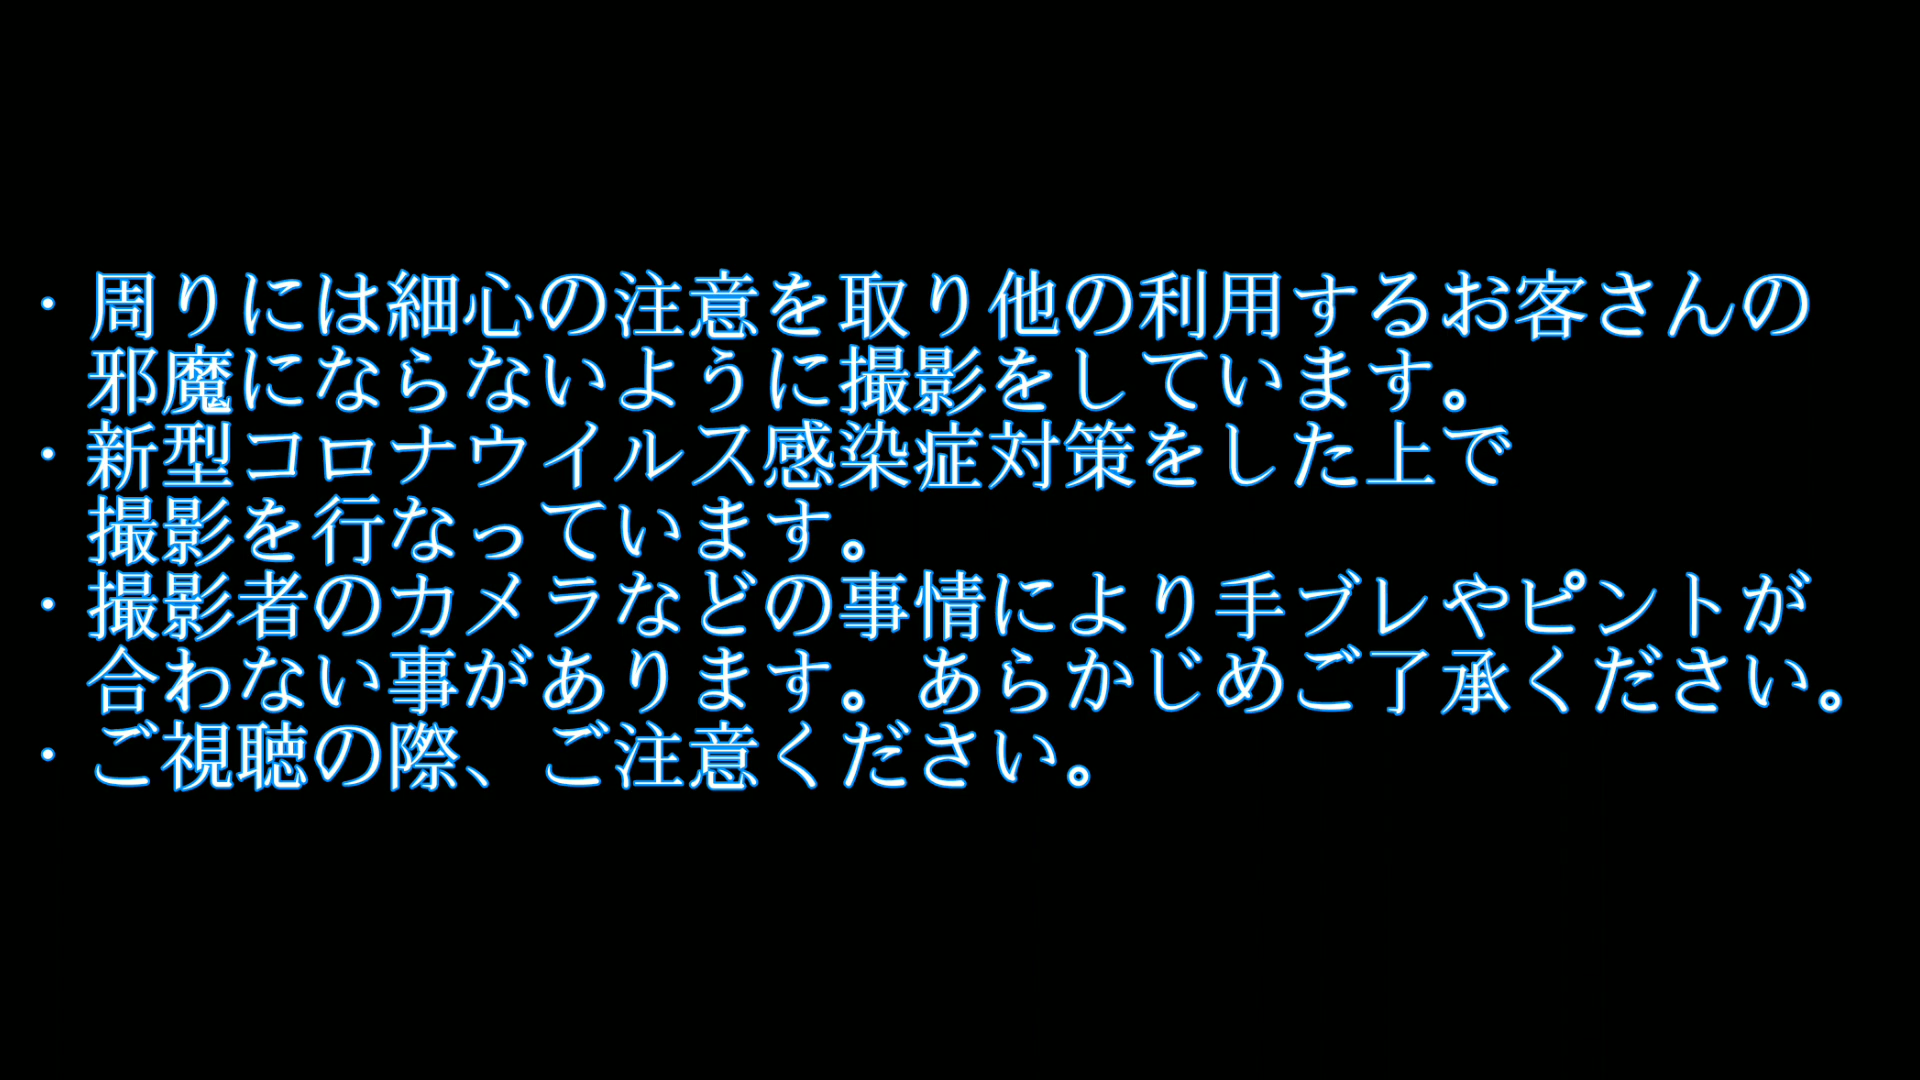 ・周りには細心の注意を取り他の利用するお客さんの
邪魔にならないように撮影をしています。
・新型コロナウイルス感染症対策をした上で
撮影を行なっています。
・撮影者のカメラなどの事情により手ブレやピントが
合わない事があります。あらかじめご了承ください。
・ご視聴の際、ご注意ください。